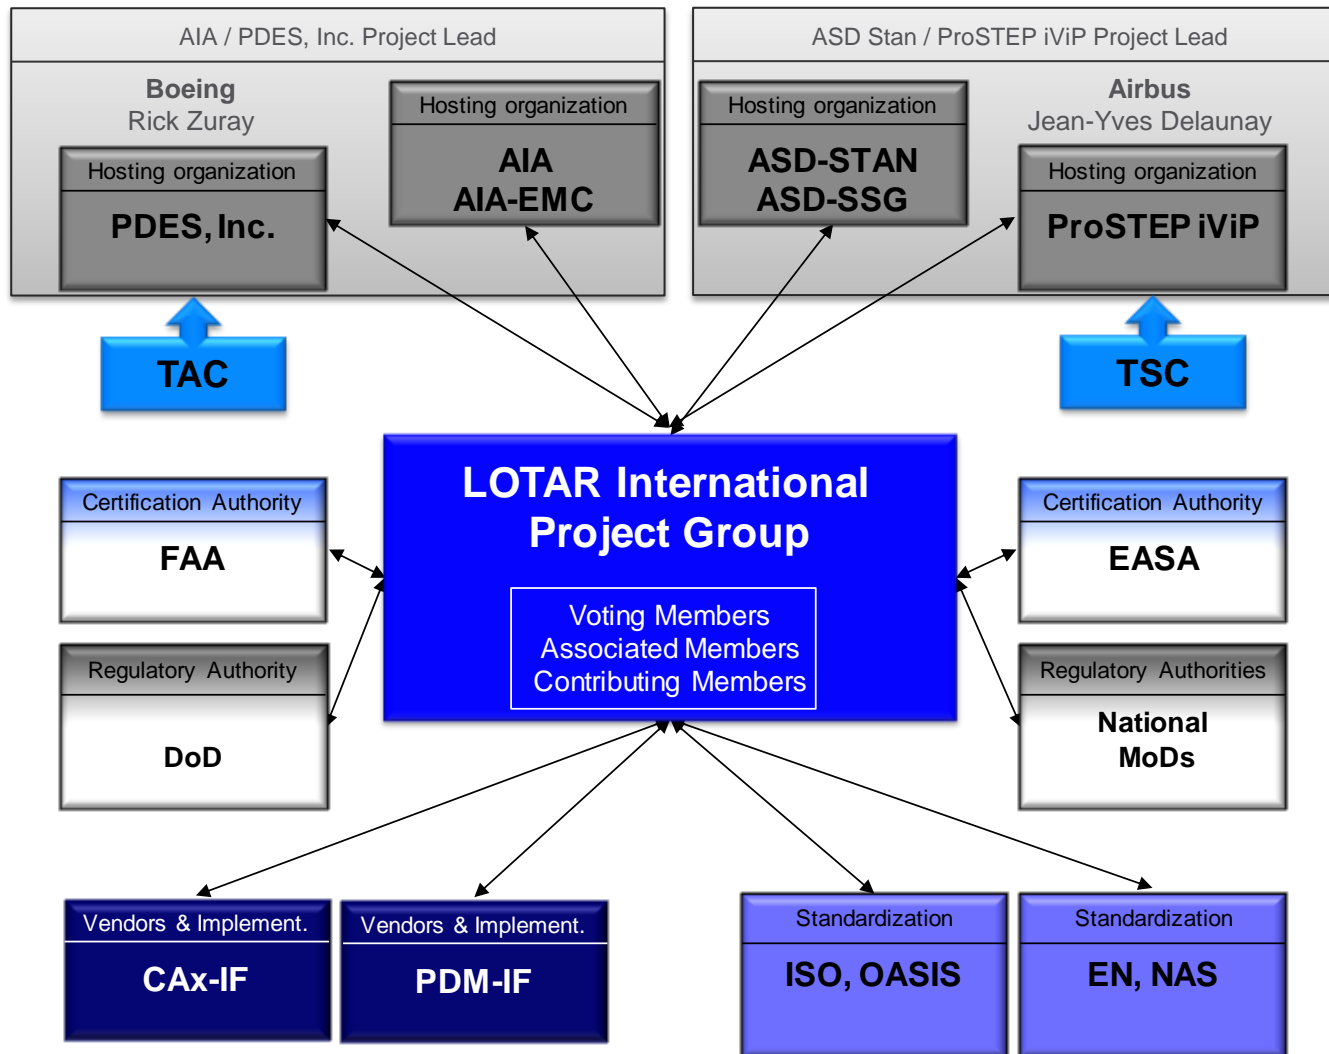 AIA / PDES, Inc. Project Lead
Boeing
Rick Zuray
Hosting organization
PDES, Inc.
Hosting organization
AIA
AIA-EMC
ASD Stan / ProSTEP iViP Project Lead
Hosting organization
ASD-STAN
ASD-SSG
Airbus
Jean-Yves Delaunay
Hosting organization
ProSTEP iViP
TAC
TSC
LOTAR International
Project Group
Voting Members
Associated Members
Contributing Members
Certification Authority
FAA
Regulatory Authority
DoD
Certification Authority
EASA
Regulatory Authorities
National
MoDs
Vendors & Implement.
CAx-IF
Vendors & Implement.
PDM-IF
Standardization
ISO, OASIS
Standardization
EN, NAS